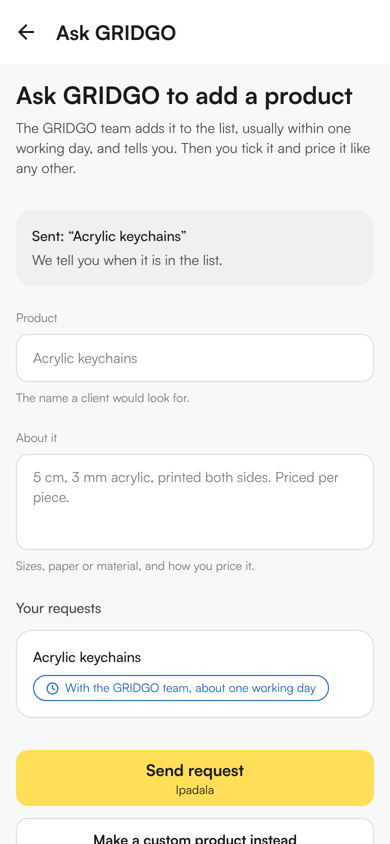 Ask GRIDGO
Ask GRIDGO to add a product
The GRIDGO team adds it to the list, usually within one
working day, and tells you. Then you tick it and price it like
any other.
Sent: “Acrylic keychains”
We tell you when it is in the list.
Product
Acrylic keychains
The name a client would look for.
About it
5 cm, 3 mm acrylic, printed both sides. Priced per
piece.
Sizes, paper or material, and how you price it.
Your requests
Acrylic keychains
With the GRIDGO team, about one working day
Send request
Ipadala
Make a custom product instead